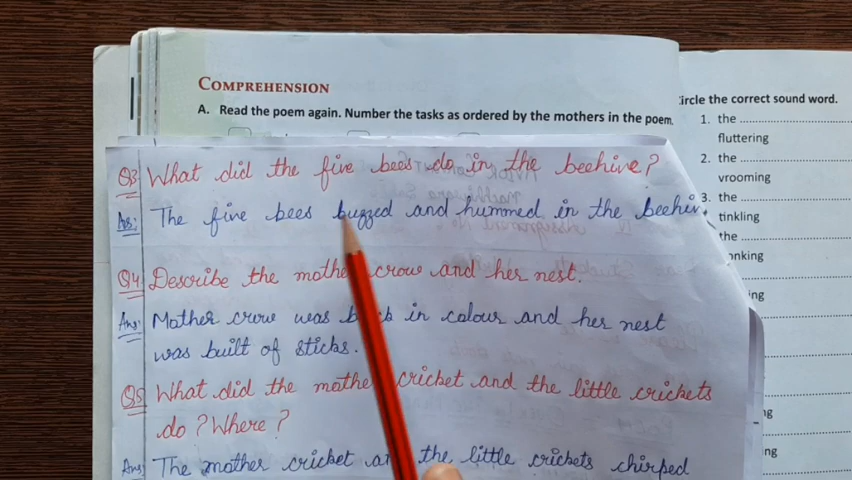 COMPREHENSION
A. Read the poem again. Number the tasks as ordered by the mothers in the poem.
Q3 What did the five bees do in the beehive?
Ans: The five bees buzzed and hummed in the beehiv
Q4 Describe the mother crow and her nest.
Ans: Mother crow was in colour and her nest
was built of sticks.
Q5 What did the mother cricket and the little crickets
do? Where?
Ans The mother cricket and the little crickets chirped
circle the correct sound word.
1. the
fluttering
2. the
vrooming
3. the
tinkling
the